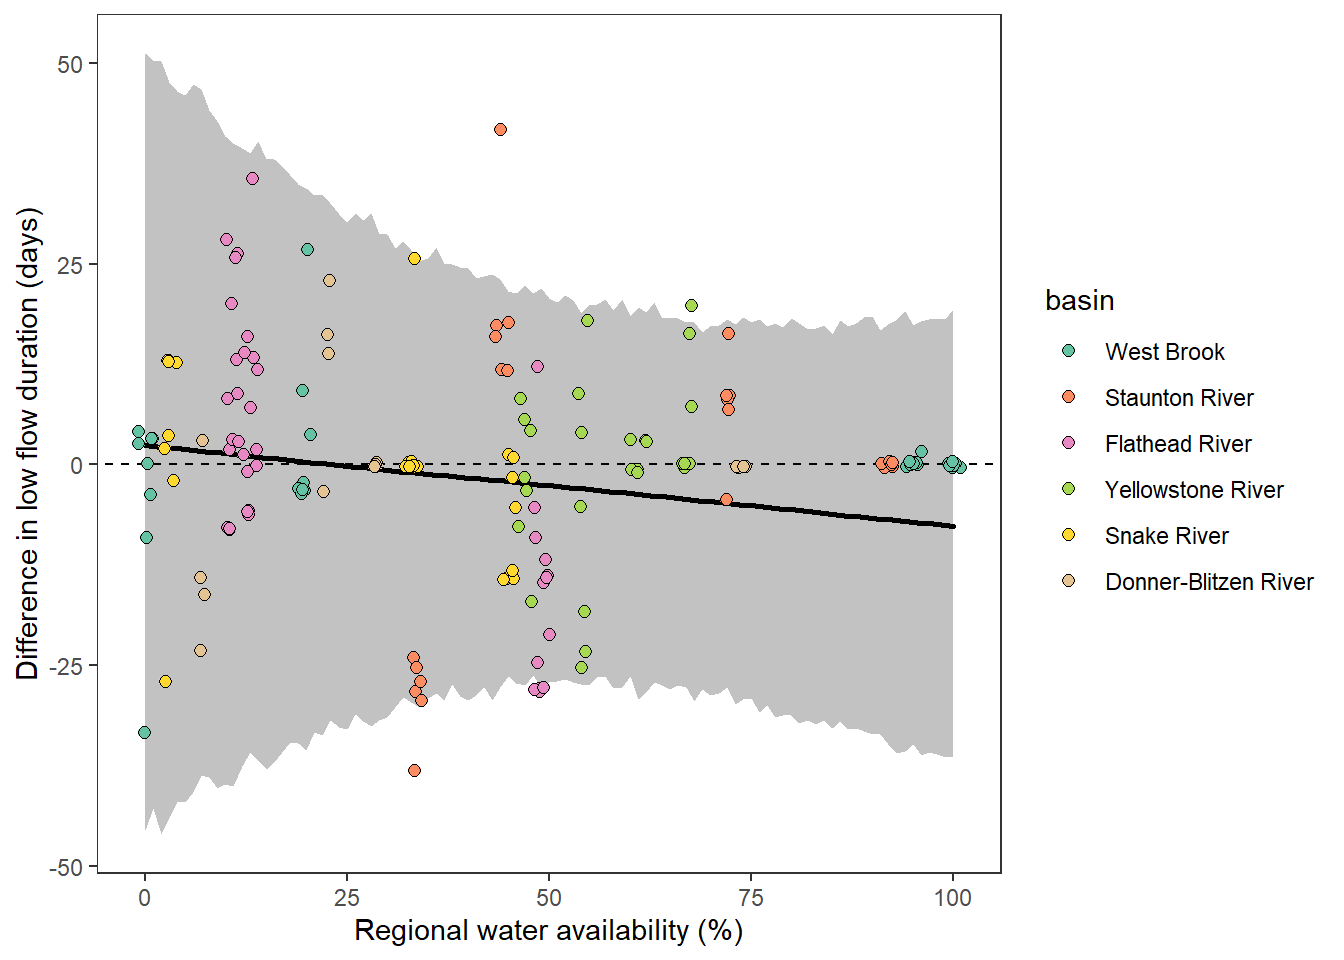 Difference in low flow duration (days)
50
25
0
-25
-50
0 25 50 75 100
Regional water availability (%)
basin
West Brook
Staunton River
Flathead River
Yellowstone River
Snake River
Donner-Blitzen River